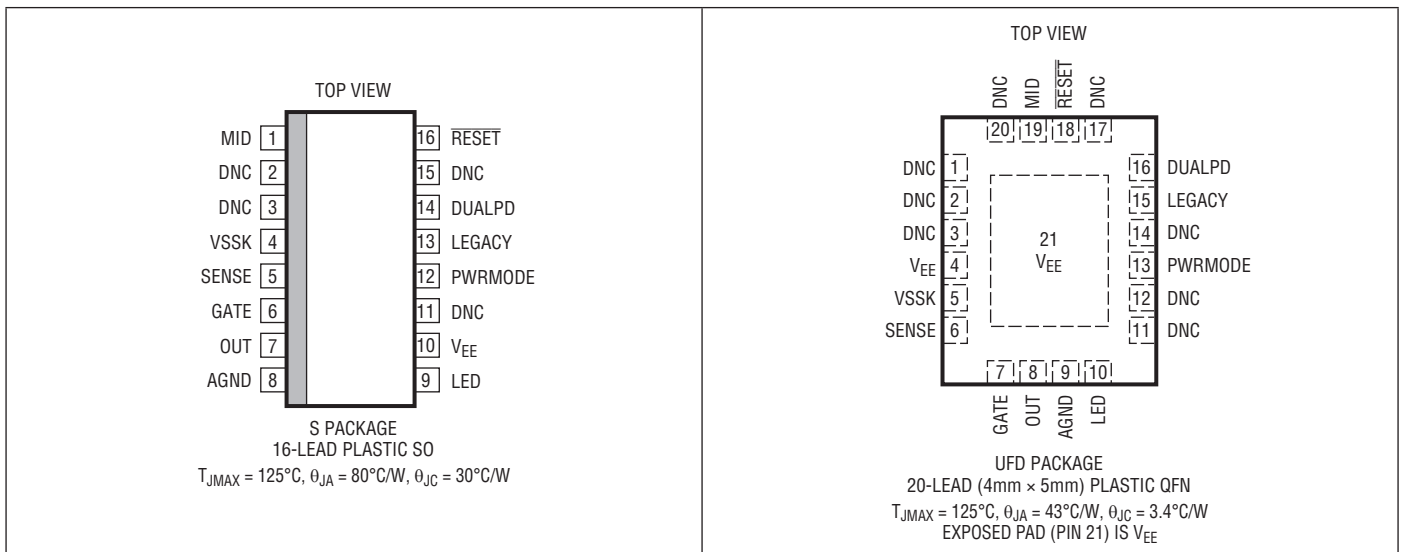 TOP VIEW
MID 1
DNC 2
DNC 3
VSSK 4
SENSE 5
GATE 6
OUT 7
AGND 8
16 RESET
15 DNC
14 DUALPD
13 LEGACY
12 PWRMODE
11 DNC
10 VEE
9 LED
S PACKAGE
16-LEAD PLASTIC SO
TJMAX = 125°C, θJA = 80°C/W, θJC = 30°C/W
TOP VIEW
DNC MID RESET DNC
20 19 18 17
DNC 1
DNC 2
DNC 3
VEE 4
VSSK 5
SENSE 6
21
VEE
16 DUALPD
15 LEGACY
14 DNC
13 PWRMODE
12 DNC
11 DNC
7 8 9 10
GATE OUT AGND LED
UFD PACKAGE
20-LEAD (4mm × 5mm) PLASTIC QFN
TJMAX = 125°C, θJA = 43°C/W, θJC = 3.4°C/W
EXPOSED PAD (PIN 21) IS VEE